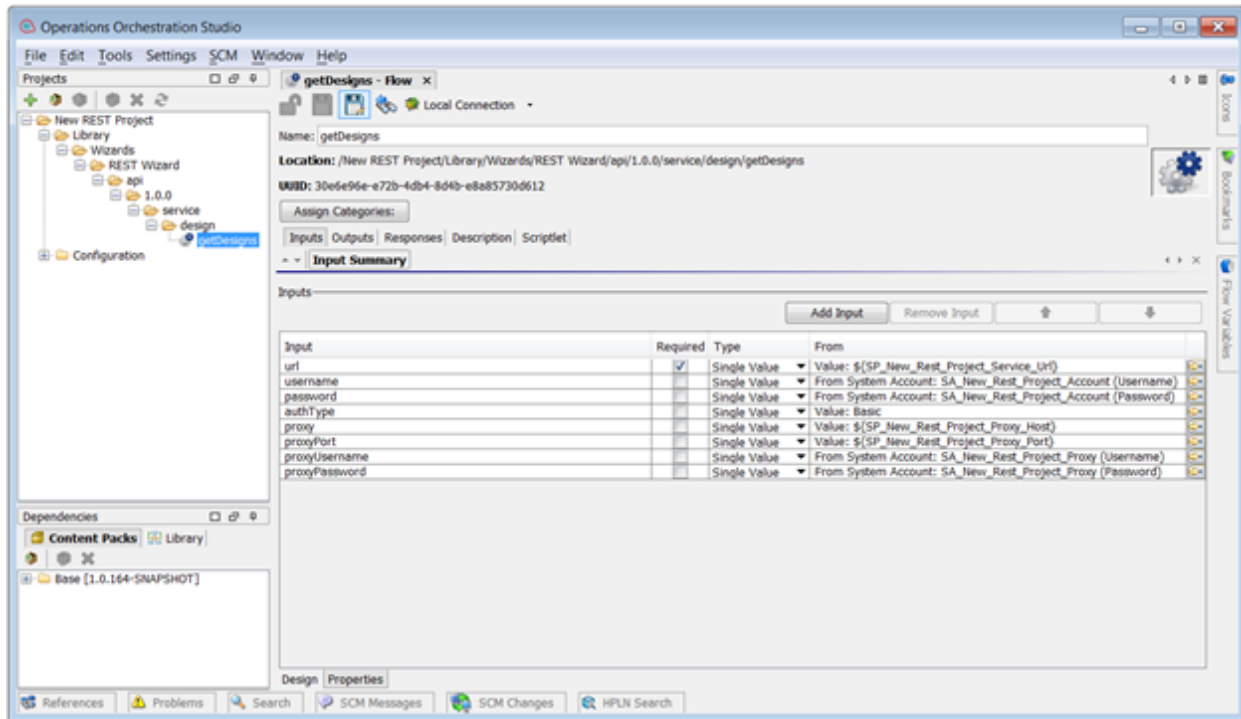 Operations Orchestration Studio
File Edit Tools Settings SCM Window Help
Projects
New REST Project
Library
Wizards
REST Wizard
api
1.0.0
service
design
getDesigns
Configuration
Dependencies
Content Packs Library
Base [1.0.164-SNAPSHOT]
getDesigns - Flow
Local Connection
Name: getDesigns
Location: /New REST Project/Library/Wizards/REST Wizard/api/1.0.0/service/design/getDesigns
UUID: 30e6e96e-e72b-4db4-8d4b-e8a85730d612
Assign Categories:
Inputs Outputs Responses Description Scriptlet
Input Summary
Inputs
Add Input Remove Input
Input Required Type From
url Single Value Value: ${SP_New_Rest_Project_Service_Url}
username Single Value From System Account: SA_New_Rest_Project_Account (Username)
password Single Value From System Account: SA_New_Rest_Project_Account (Password)
authType Single Value Value: Basic
proxy Single Value Value: ${SP_New_Rest_Project_Proxy_Host}
proxyPort Single Value Value: ${SP_New_Rest_Project_Proxy_Port}
proxyUsername Single Value From System Account: SA_New_Rest_Project_Proxy (Username)
proxyPassword Single Value From System Account: SA_New_Rest_Project_Proxy (Password)
Design Properties
Icons
Bookmarks
Flow Variables
References Problems Search SCM Messages SCM Changes HPLN Search